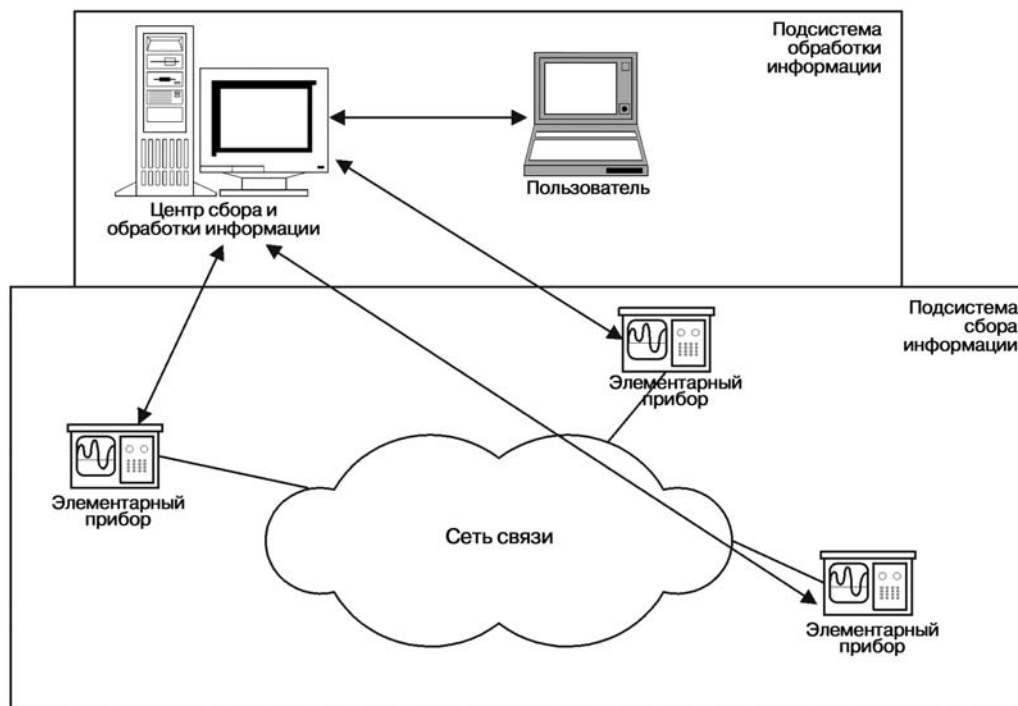 Подсистема
обработки
информации
Пользователь
Центр сбора и
обработки информации
Подсистема
сбора
информации
Элементарный
прибор
Элементарный
прибор
Сеть связи
Элементарный
прибор